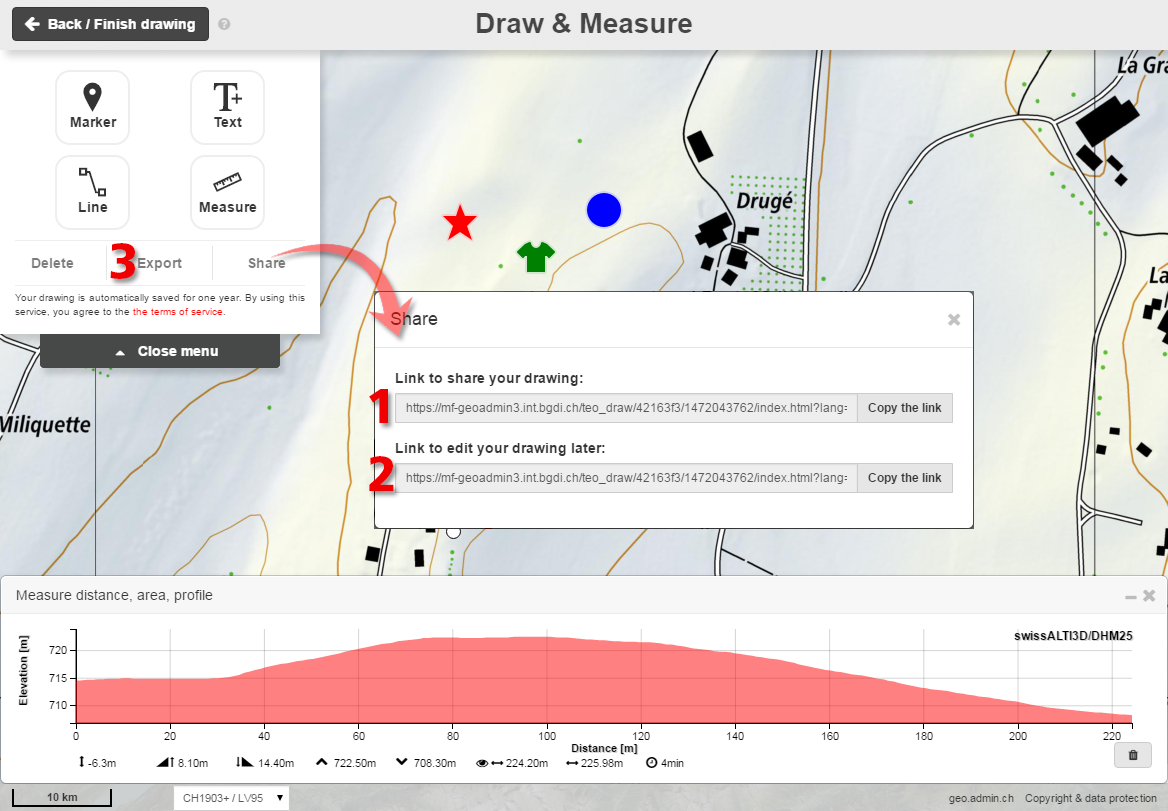 Back / Finish drawing
?
Draw & Measure
Marker
Text
Line
Measure
Delete
3
Export
Share
Your drawing is automatically saved for one year. By using this
service, you agree to the the terms of service.
Close menu
Drugé
La Gra
La
Miliquette
Share
Link to share your drawing:
1
https://mf-geoadmin3.int.bgdi.ch/teo_draw/42163f3/1472043762/index.html?lang=
Copy the link
Link to edit your drawing later:
2
https://mf-geoadmin3.int.bgdi.ch/teo_draw/42163f3/1472043762/index.html?lang=
Copy the link
Measure distance, area, profile
swissALTI3D/DHM25
Elevation [m]
720
715
710
0 20 40 60 80 100 120 140 160 180 200 220
Distance [m]
-6.3m 8.10m 14.40m 722.50m 708.30m 224.20m 225.98m 4min
10 km
CH1903+ / LV95
geo.admin.ch Copyright & data protection